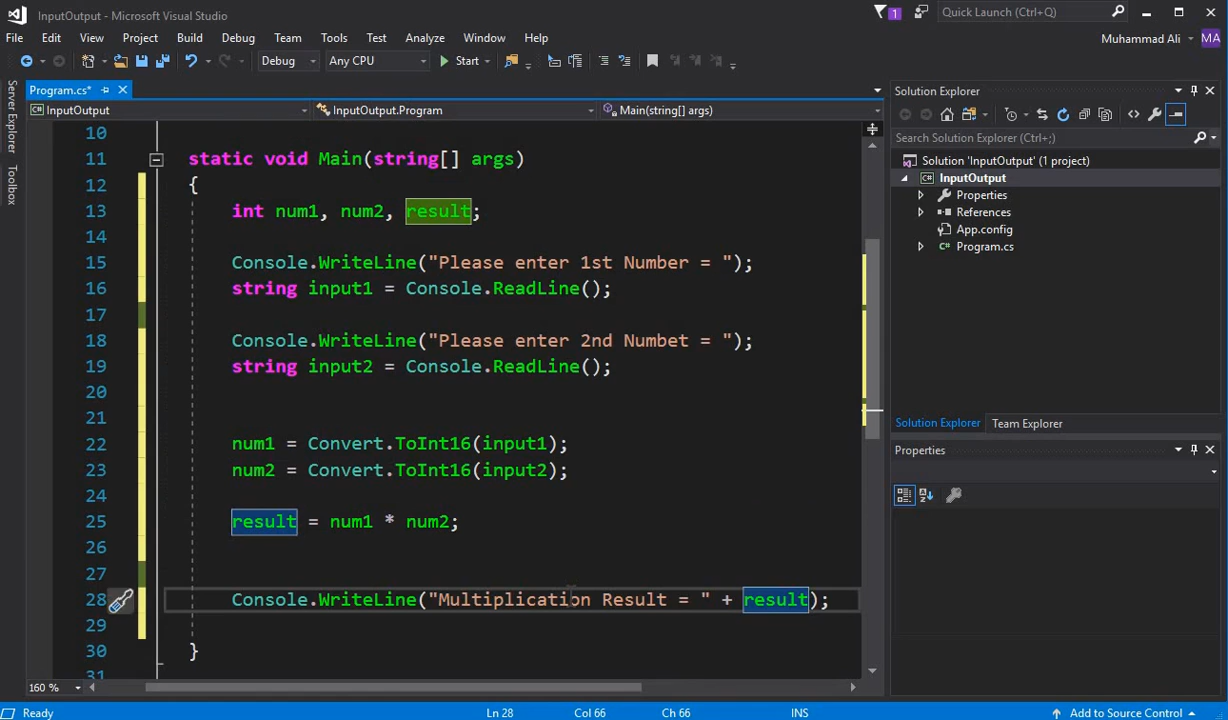 InputOutput - Microsoft Visual Studio
1
Quick Launch (Ctrl+Q)
File Edit View Project Build Debug Team Tools Test Analyze Window Help
Muhammad Ali
MA
Debug
Any CPU
Start
Server Explorer
Toolbox
Program.cs*
InputOutput
InputOutput.Program
Main(string[] args)
10
11 static void Main(string[] args)
12 {
13 int num1, num2, result;
14
15 Console.WriteLine("Please enter 1st Number = ");
16 string input1 = Console.ReadLine();
17
18 Console.WriteLine("Please enter 2nd Numbet = ");
19 string input2 = Console.ReadLine();
20
21
22 num1 = Convert.ToInt16(input1);
23 num2 = Convert.ToInt16(input2);
24
25 result = num1 * num2;
26
27
28 Console.WriteLine("Multiplication Result = " + result);
29
30 }
31
160 %
Solution Explorer
Search Solution Explorer (Ctrl+;)
Solution 'InputOutput' (1 project)
InputOutput
Properties
References
App.config
Program.cs
Solution Explorer Team Explorer
Properties
Ready
Ln 28
Col 66
Ch 66
INS
Add to Source Control